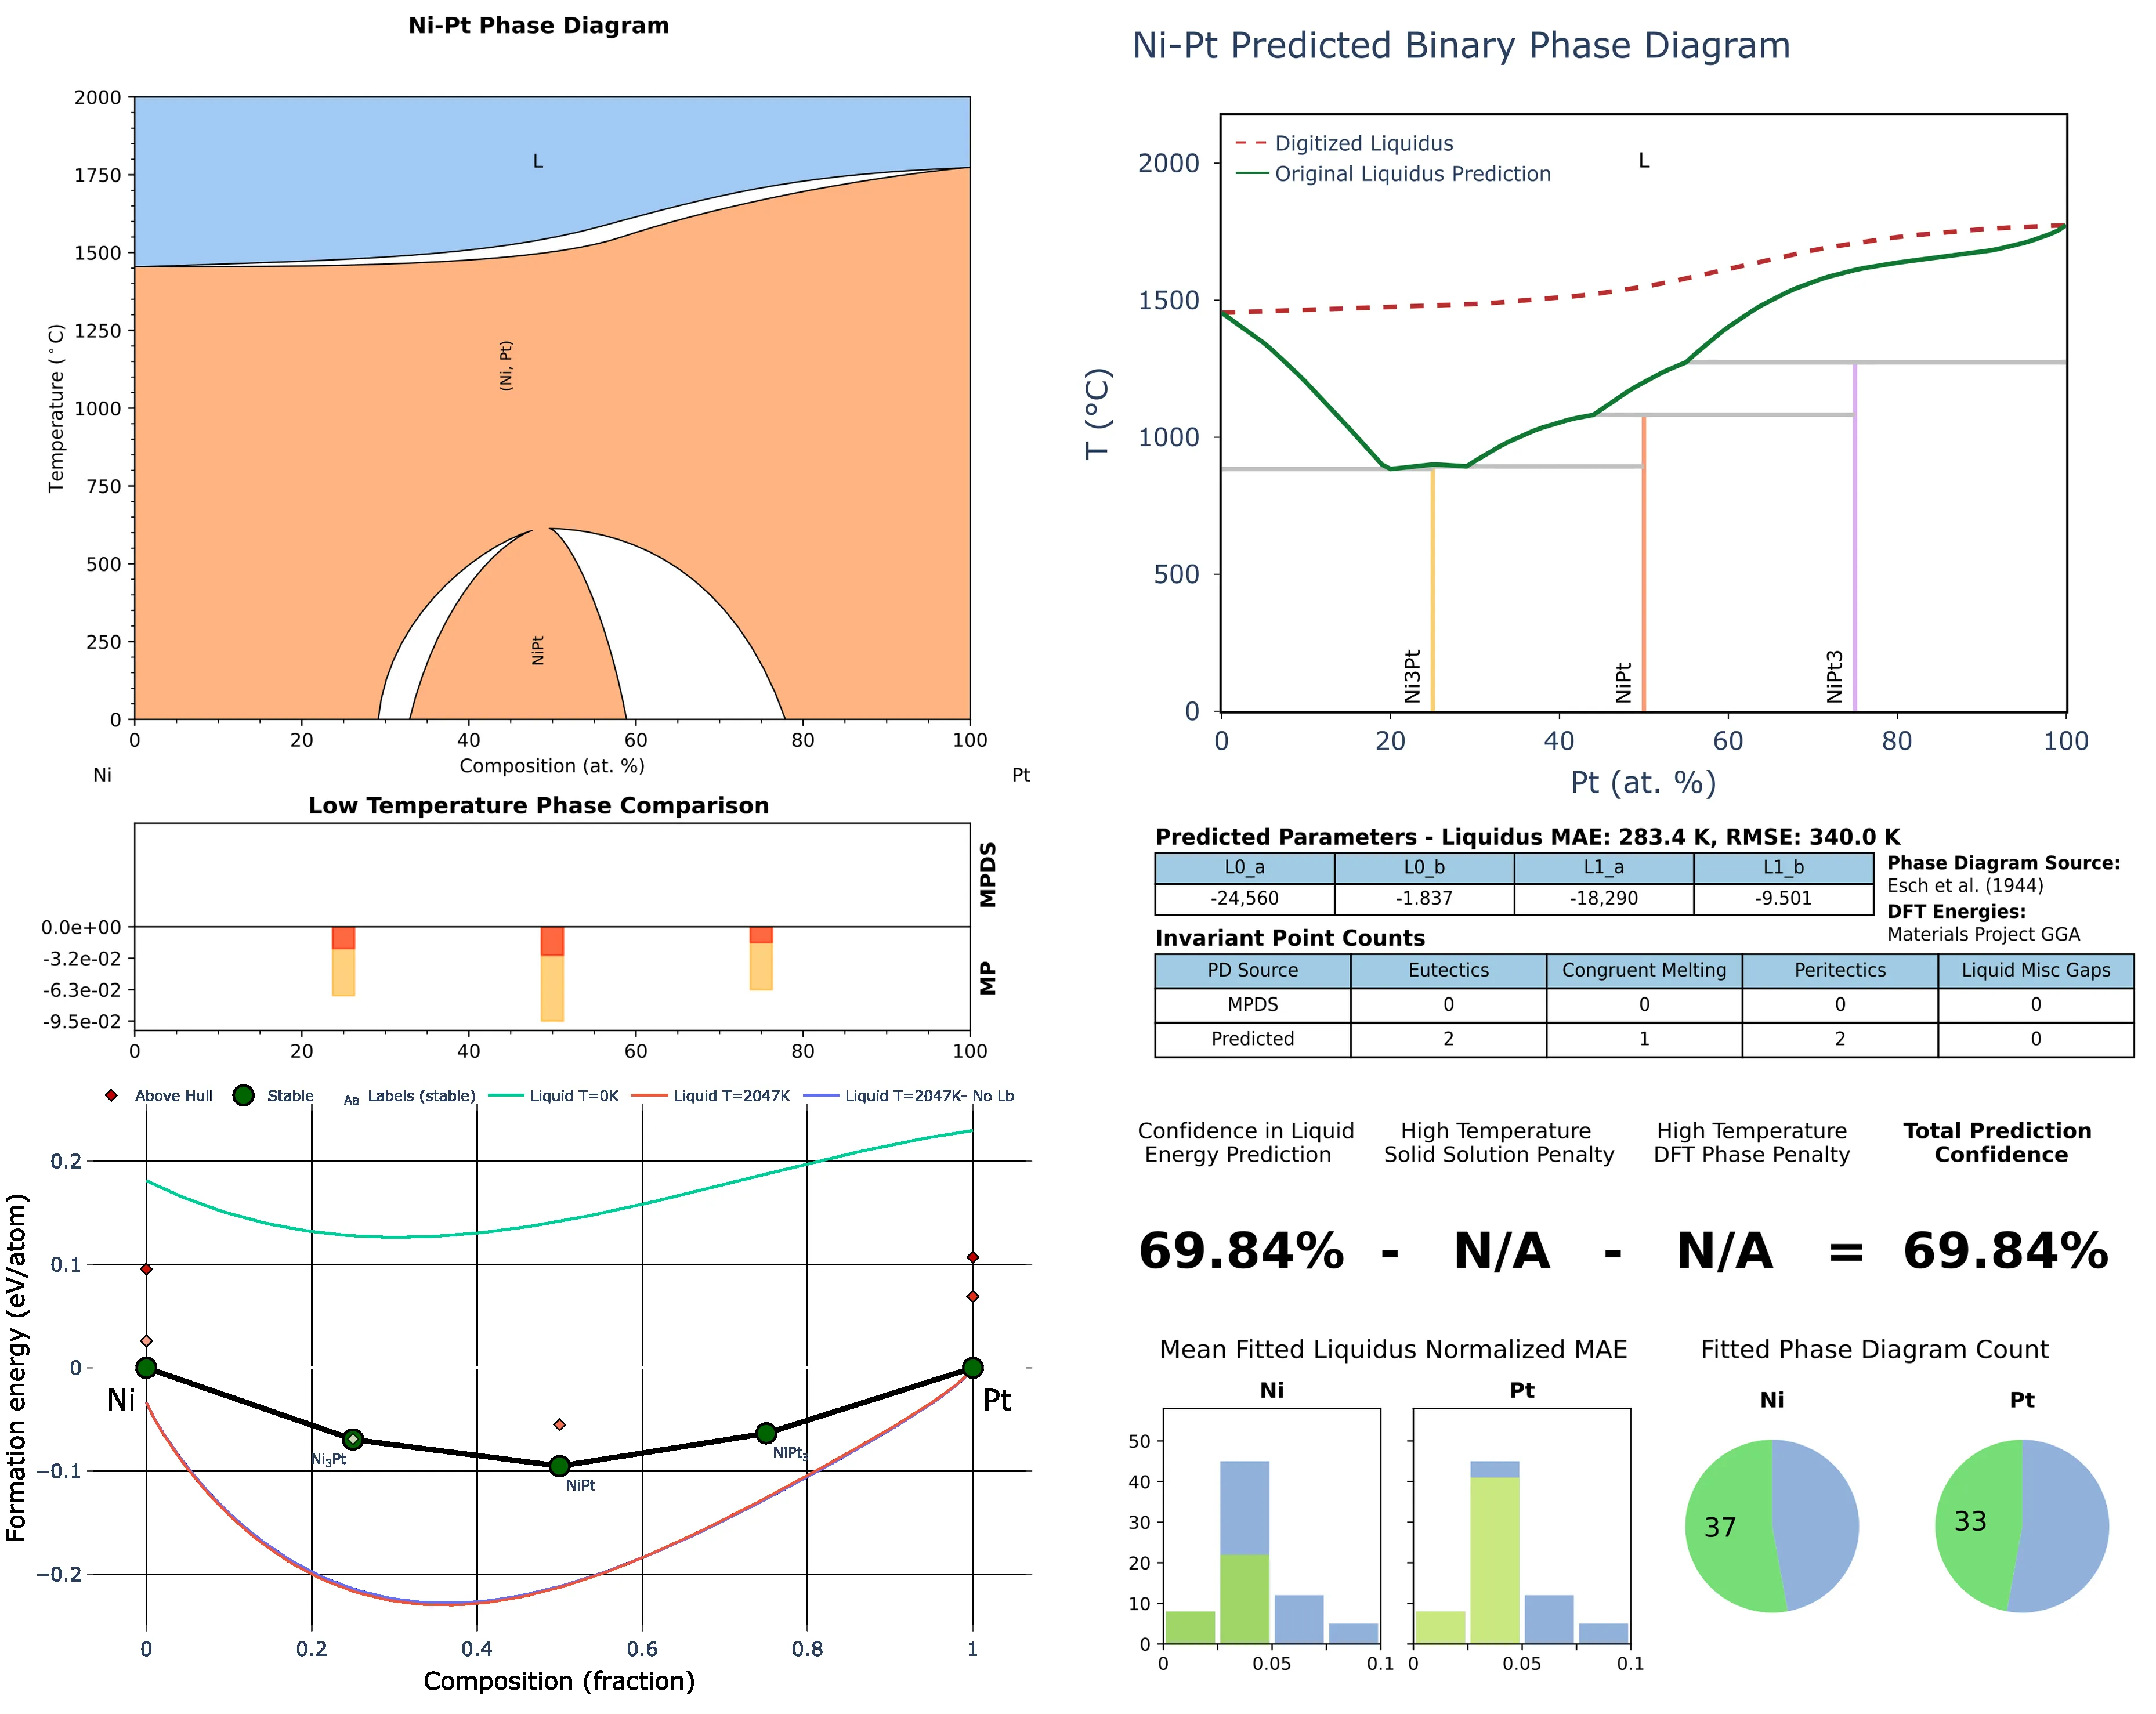 Ni-Pt Phase Diagram
2000
1750
1500
1250
1000
750
500
250
0
Temperature (°C)
L
(Ni, Pt)
NiPt
0 20 40 60 80 100
Composition (at. %)
Ni Pt
Ni-Pt Predicted Binary Phase Diagram
Digitized Liquidus
Original Liquidus Prediction
L
2000
1500
1000
500
0
T (°C)
Ni3Pt
NiPt
NiPt3
0 20 40 60 80 100
Pt (at. %)
Low Temperature Phase Comparison
MPDS
MP
0.0e+00
-3.2e-02
-6.3e-02
-9.5e-02
0 20 40 60 80 100
Predicted Parameters - Liquidus MAE: 283.4 K, RMSE: 340.0 K
L0_a L0_b L1_a L1_b
-24,560 -1.837 -18,290 -9.501
Phase Diagram Source:
Esch et al. (1944)
DFT Energies:
Materials Project GGA
Invariant Point Counts
PD Source Eutectics Congruent Melting Peritectics Liquid Misc Gaps
MPDS 0 0 0 0
Predicted 2 1 2 0
Above Hull Stable Aa Labels (stable) Liquid T=0K Liquid T=2047K Liquid T=2047K- No Lb
0.2
0.1
0
−0.1
−0.2
Formation energy (eV/atom)
Ni
Ni₃Pt
NiPt
NiPt₃
Pt
0 0.2 0.4 0.6 0.8 1
Composition (fraction)
Confidence in Liquid
Energy Prediction
High Temperature
Solid Solution Penalty
High Temperature
DFT Phase Penalty
Total Prediction
Confidence
69.84% - N/A - N/A = 69.84%
Mean Fitted Liquidus Normalized MAE
Ni Pt
50
40
30
20
10
0
0 0.05 0.1 0 0.05 0.1
Fitted Phase Diagram Count
Ni Pt
37 33